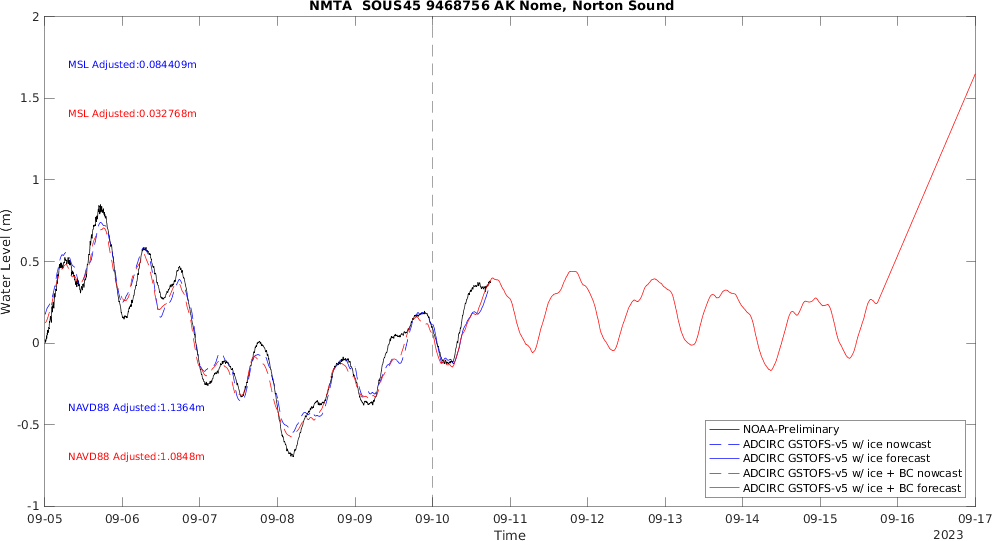 NMTA  SOUS45 9468756 AK Nome, Norton Sound
2
1.5
1
0.5
0
-0.5
-1
Water Level (m)
MSL Adjusted:0.084409m
MSL Adjusted:0.032768m
NAVD88 Adjusted:1.1364m
NAVD88 Adjusted:1.0848m
NOAA-Preliminary
ADCIRC GSTOFS-v5 w/ ice nowcast
ADCIRC GSTOFS-v5 w/ ice forecast
ADCIRC GSTOFS-v5 w/ ice + BC nowcast
ADCIRC GSTOFS-v5 w/ ice + BC forecast
09-05 09-06 09-07 09-08 09-09 09-10 09-11 09-12 09-13 09-14 09-15 09-16 09-17
Time
2023